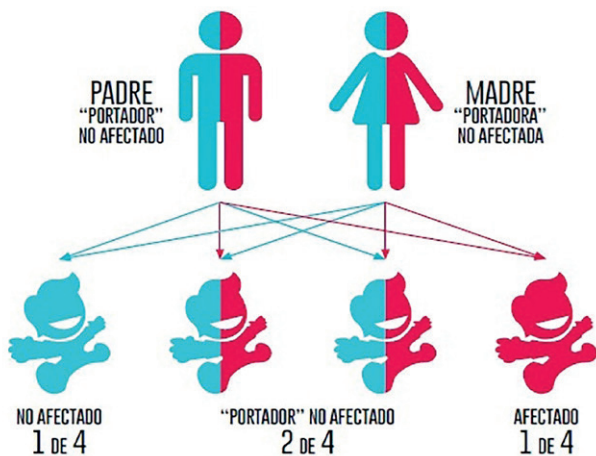 PADRE
"PORTADOR"
NO AFECTADO
MADRE
"PORTADORA"
NO AFECTADA
NO AFECTADO
1 DE 4
"PORTADOR" NO AFECTADO
2 DE 4
AFECTADO
1 DE 4